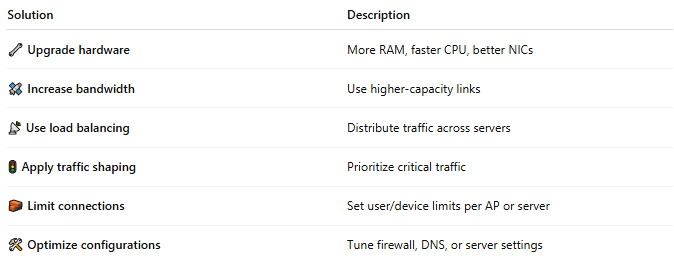 Solution Description
Upgrade hardware More RAM, faster CPU, better NICs
Increase bandwidth Use higher-capacity links
Use load balancing Distribute traffic across servers
Apply traffic shaping Prioritize critical traffic
Limit connections Set user/device limits per AP or server
Optimize configurations Tune firewall, DNS, or server settings